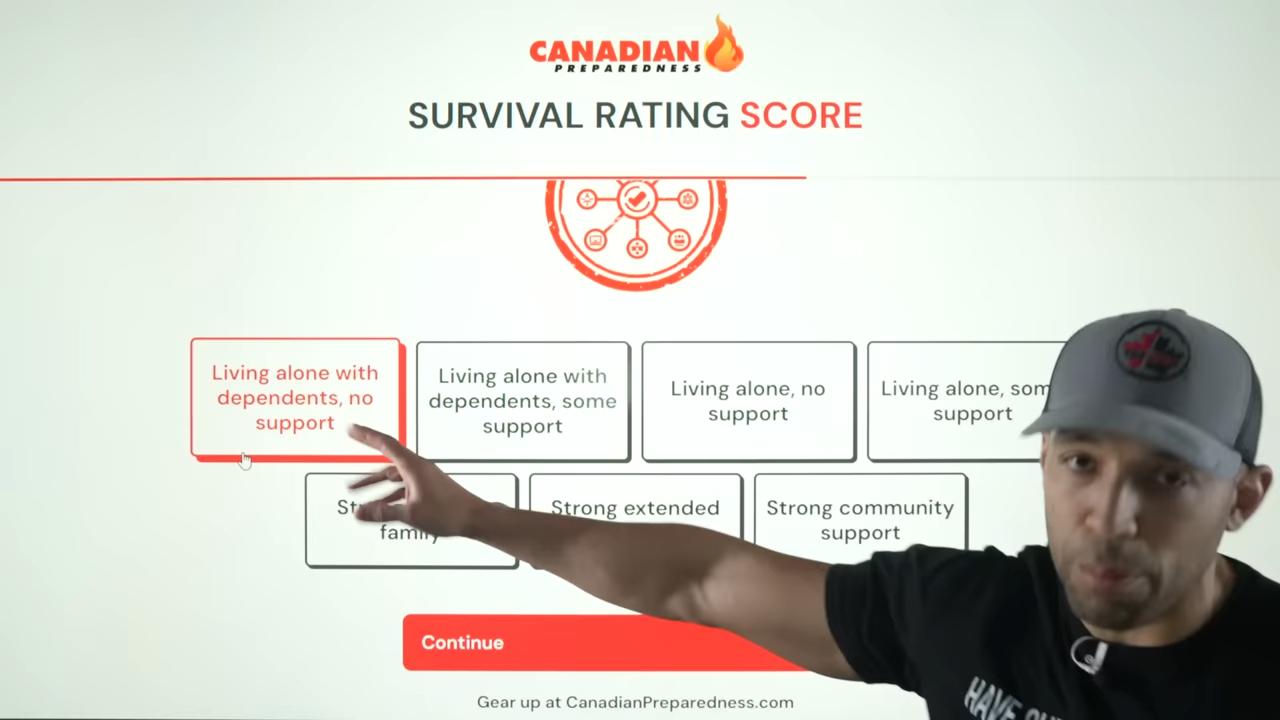 CANADIAN
PREPAREDNESS
SURVIVAL RATING SCORE
Living alone with
dependents, no
support
Living alone with
dependents, some
support
Living alone, no
support
Living alone, som
support
family
Strong extended
Strong community
support
Continue
Gear up at CanadianPreparedness.com
HAVE